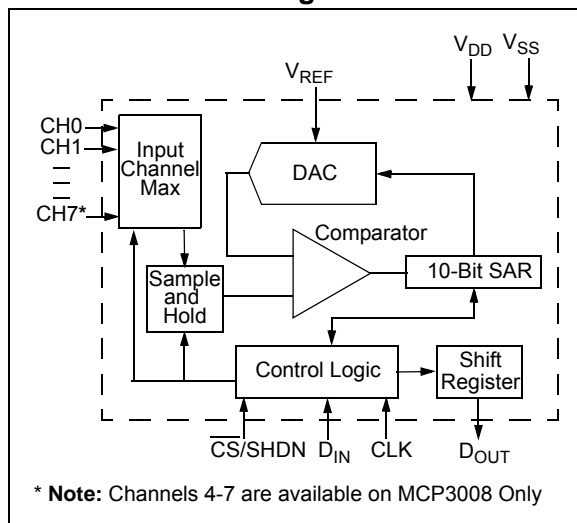 V_DD V_SS
V_REF
CH0
CH1
CH7*
Input
Channel
Max
DAC
Comparator
10-Bit SAR
Sample
and
Hold
Control Logic
Shift
Register
C̅S̅/SHDN D_IN CLK D_OUT
* Note: Channels 4-7 are available on MCP3008 Only